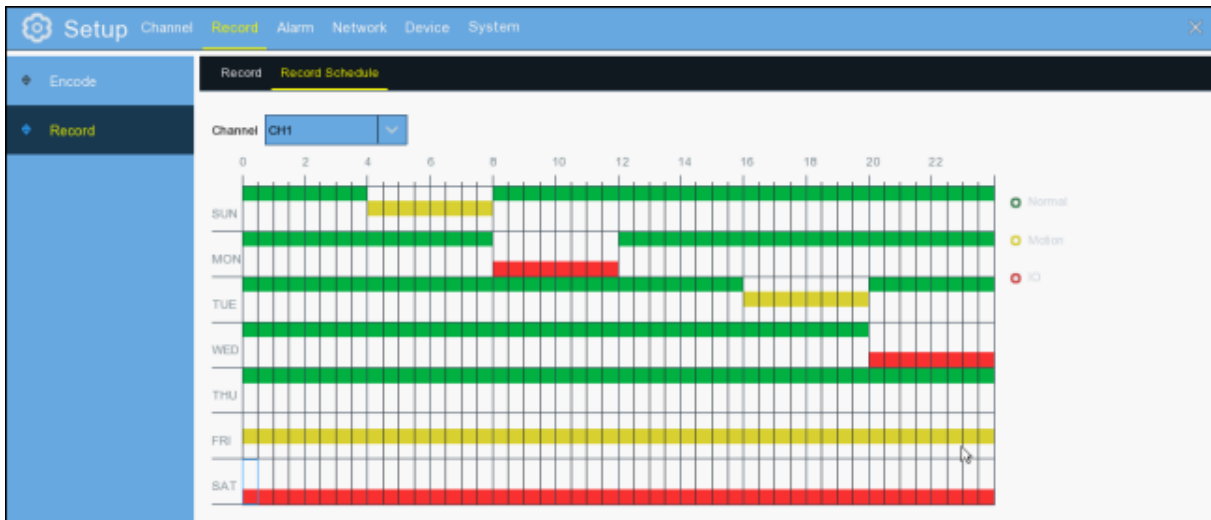 Setup Channel Record Alarm Network Device System
Encode
Record
Record Record Schedule
Channel CH1
0 2 4 6 8 10 12 14 16 18 20 22
SUN
MON
TUE
WED
THU
FRI
SAT
Normal
Motion
IO